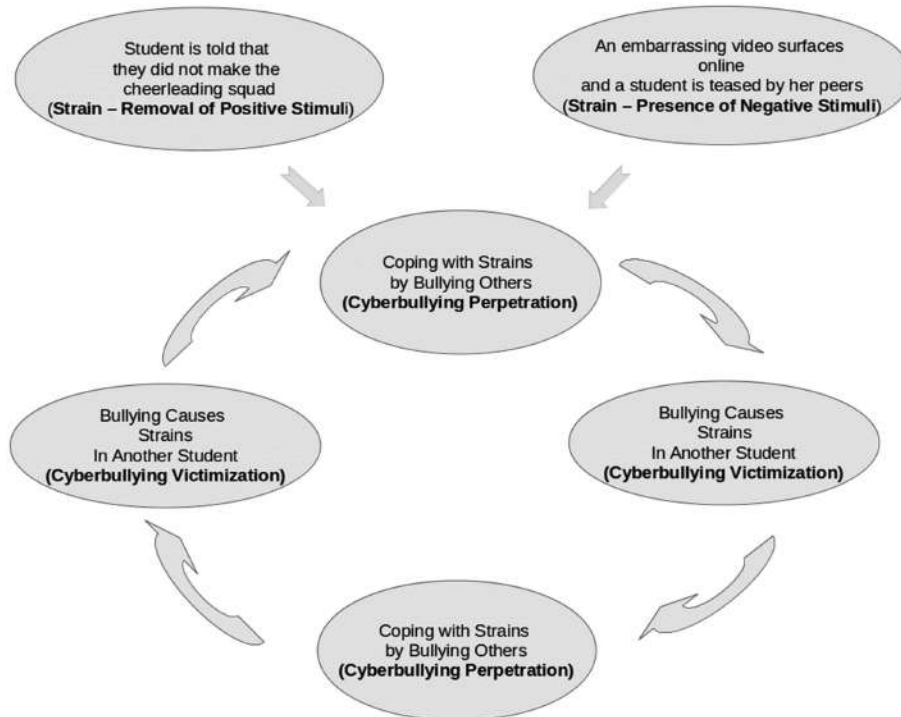 Student is told that
they did not make the
cheerleading squad
(Strain – Removal of Positive Stimuli)
An embarrassing video surfaces
online
and a student is teased by her peers
(Strain – Presence of Negative Stimuli)
Coping with Strains
by Bullying Others
(Cyberbullying Perpetration)
Bullying Causes
Strains
In Another Student
(Cyberbullying Victimization)
Bullying Causes
Strains
In Another Student
(Cyberbullying Victimization)
Coping with Strains
by Bullying Others
(Cyberbullying Perpetration)